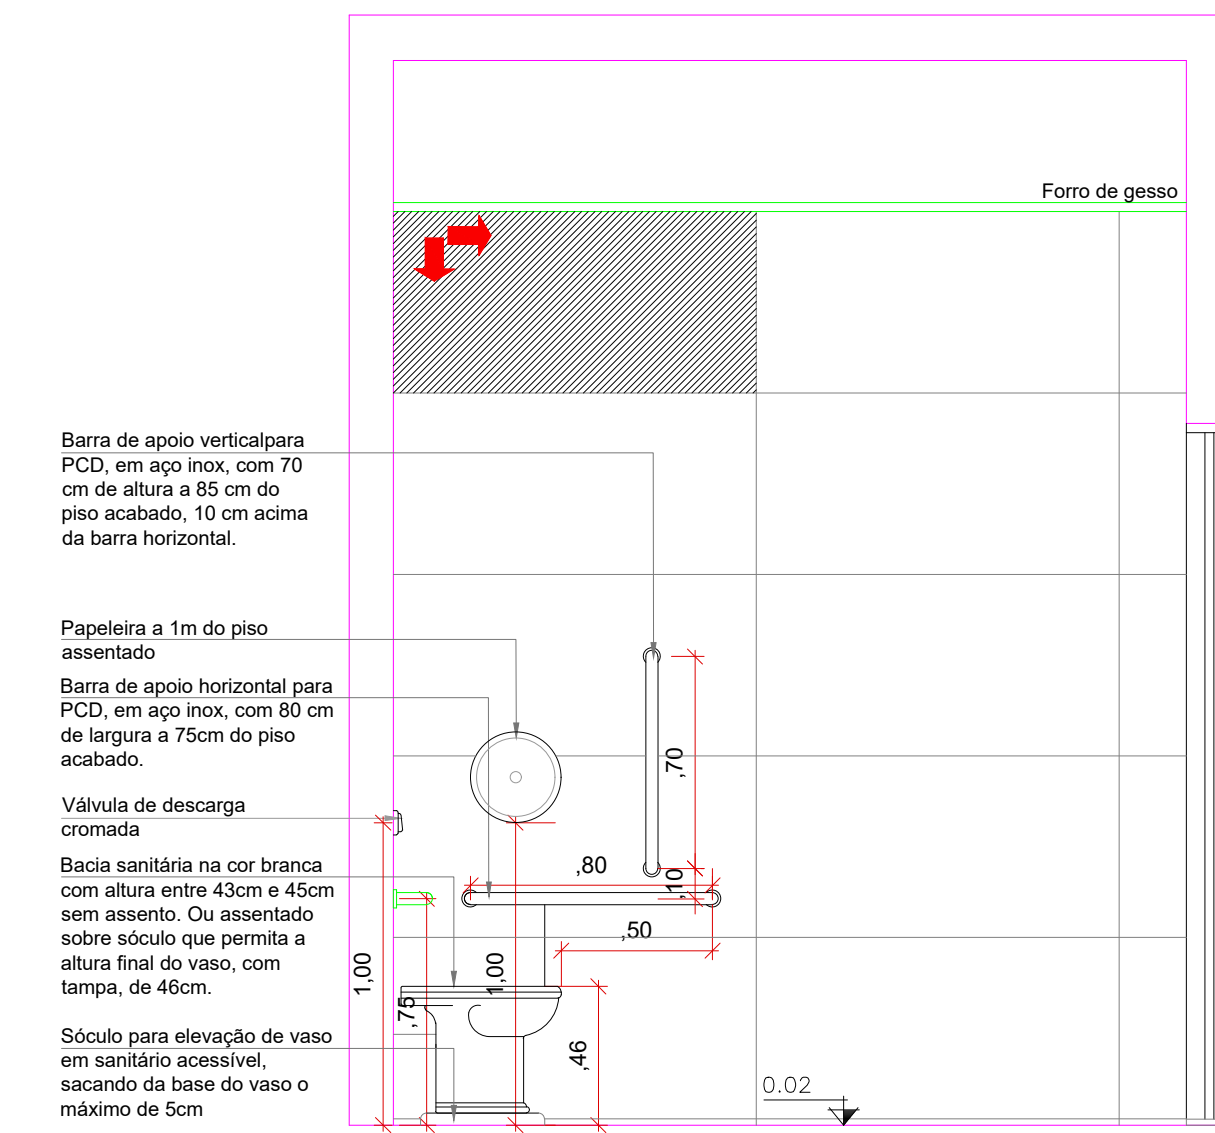 Forro de gesso
Barra de apoio verticalpara
PCD, em aço inox, com 70
cm de altura a 85 cm do
piso acabado, 10 cm acima
da barra horizontal.
Papeleira a 1m do piso
assentado
Barra de apoio horizontal para
PCD, em aço inox, com 80 cm
de largura a 75cm do piso
acabado.
,70
Válvula de descarga
cromada
Bacia sanitária na cor branca
com altura entre 43cm e 45cm
sem assento. Ou assentado
sobre sóculo que permita a
altura final do vaso, com
tampa, de 46cm.
,80
,10
,50
1,00
,75
1,00
,46
Sóculo para elevação de vaso
em sanitário acessível,
sacando da base do vaso o
máximo de 5cm
0.02